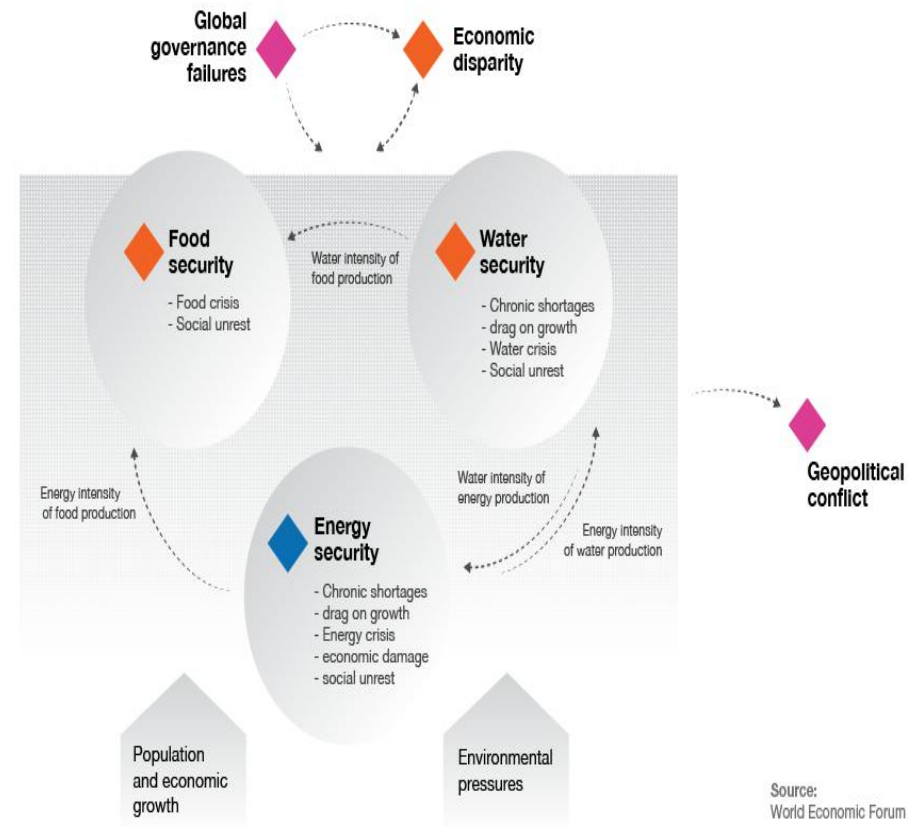 Global
governance
failures
Economic
disparity
Food
security
- Food crisis
- Social unrest
Water intensity of
food production
Water
security
- Chronic shortages
- drag on growth
- Water crisis
- Social unrest
Geopolitical
conflict
Energy intensity
of food production
Water intensity of
energy production
Energy intensity
of water production
Energy
security
- Chronic shortages
- drag on growth
- Energy crisis
- economic damage
- social unrest
Population
and economic
growth
Environmental
pressures
Source:
World Economic Forum